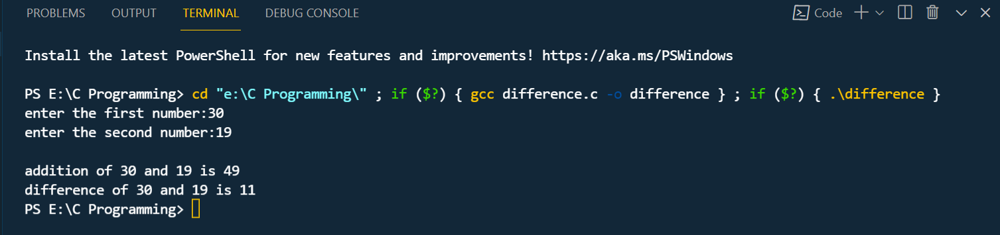 PROBLEMS OUTPUT TERMINAL DEBUG CONSOLE Code
Install the latest PowerShell for new features and improvements! https://aka.ms/PSWindows
PS E:\C Programming> cd "e:\C Programming\" ; if ($?) { gcc difference.c -o difference } ; if ($?) { .\difference }
enter the first number:30
enter the second number:19
addition of 30 and 19 is 49
difference of 30 and 19 is 11
PS E:\C Programming>